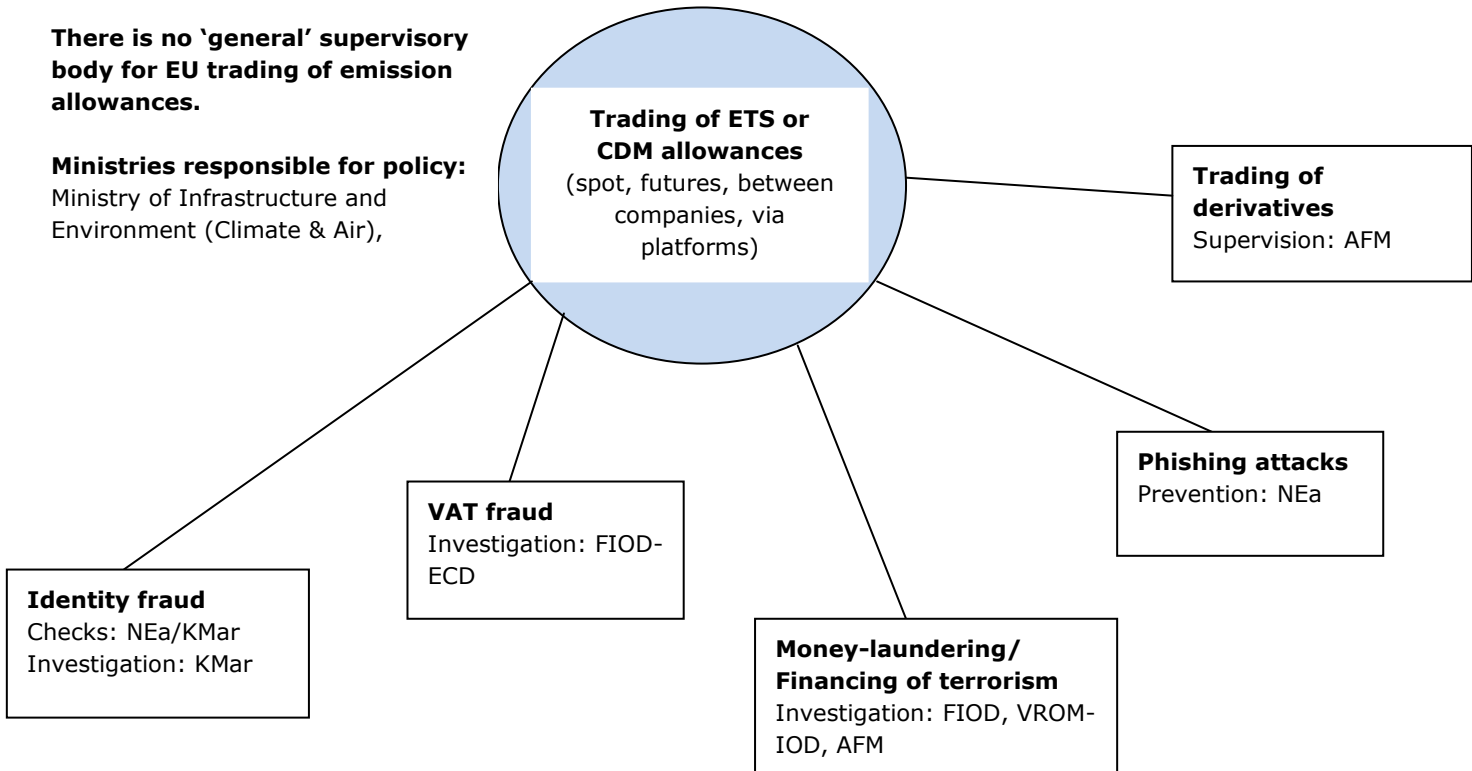 There is no ‘general’ supervisory
body for EU trading of emission
allowances.
Ministries responsible for policy:
Ministry of Infrastructure and
Environment (Climate & Air),
Trading of ETS or
CDM allowances
(spot, futures, between
companies, via
platforms)
Trading of
derivatives
Supervision: AFM
Phishing attacks
Prevention: NEa
VAT fraud
Investigation: FIOD-
ECD
Identity fraud
Checks: NEa/KMar
Investigation: KMar
Money-laundering/
Financing of terrorism
Investigation: FIOD, VROM-
IOD, AFM